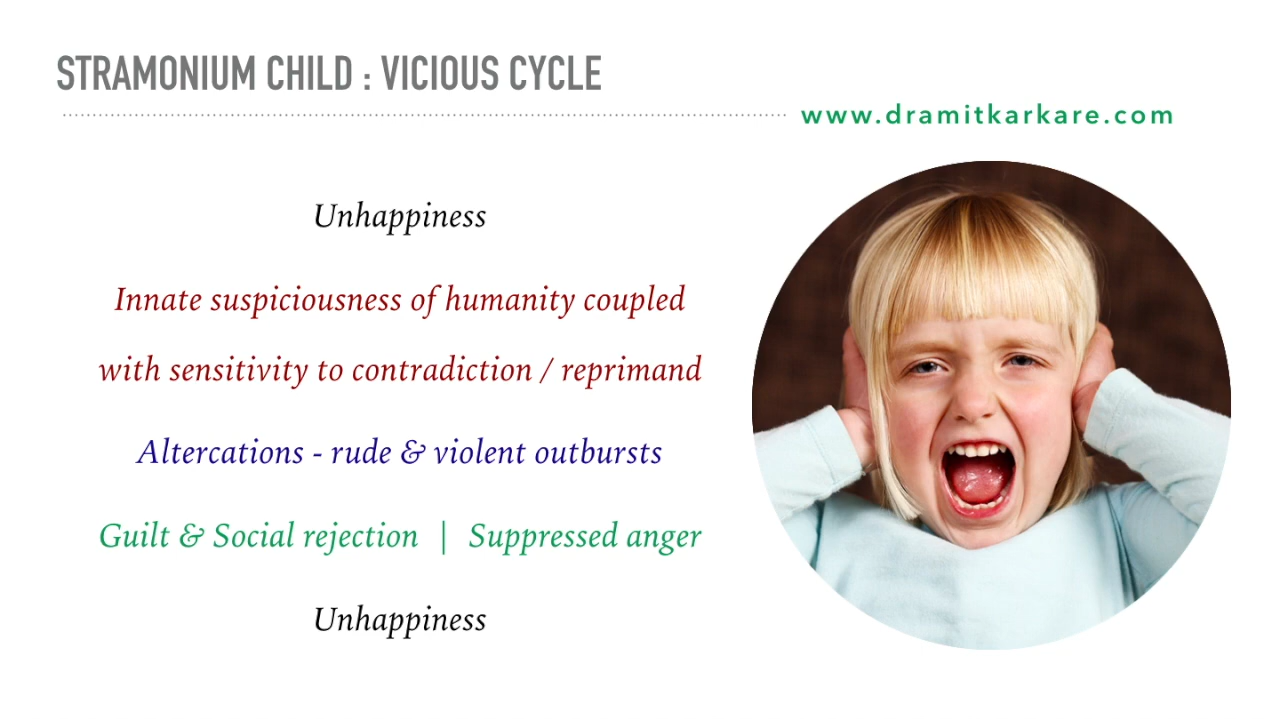 STRAMONIUM CHILD : VICIOUS CYCLE
www.dramitkarkare.com
Unhappiness
Innate suspiciousness of humanity coupled
with sensitivity to contradiction / reprimand
Altercations - rude & violent outbursts
Guilt & Social rejection | Suppressed anger
Unhappiness